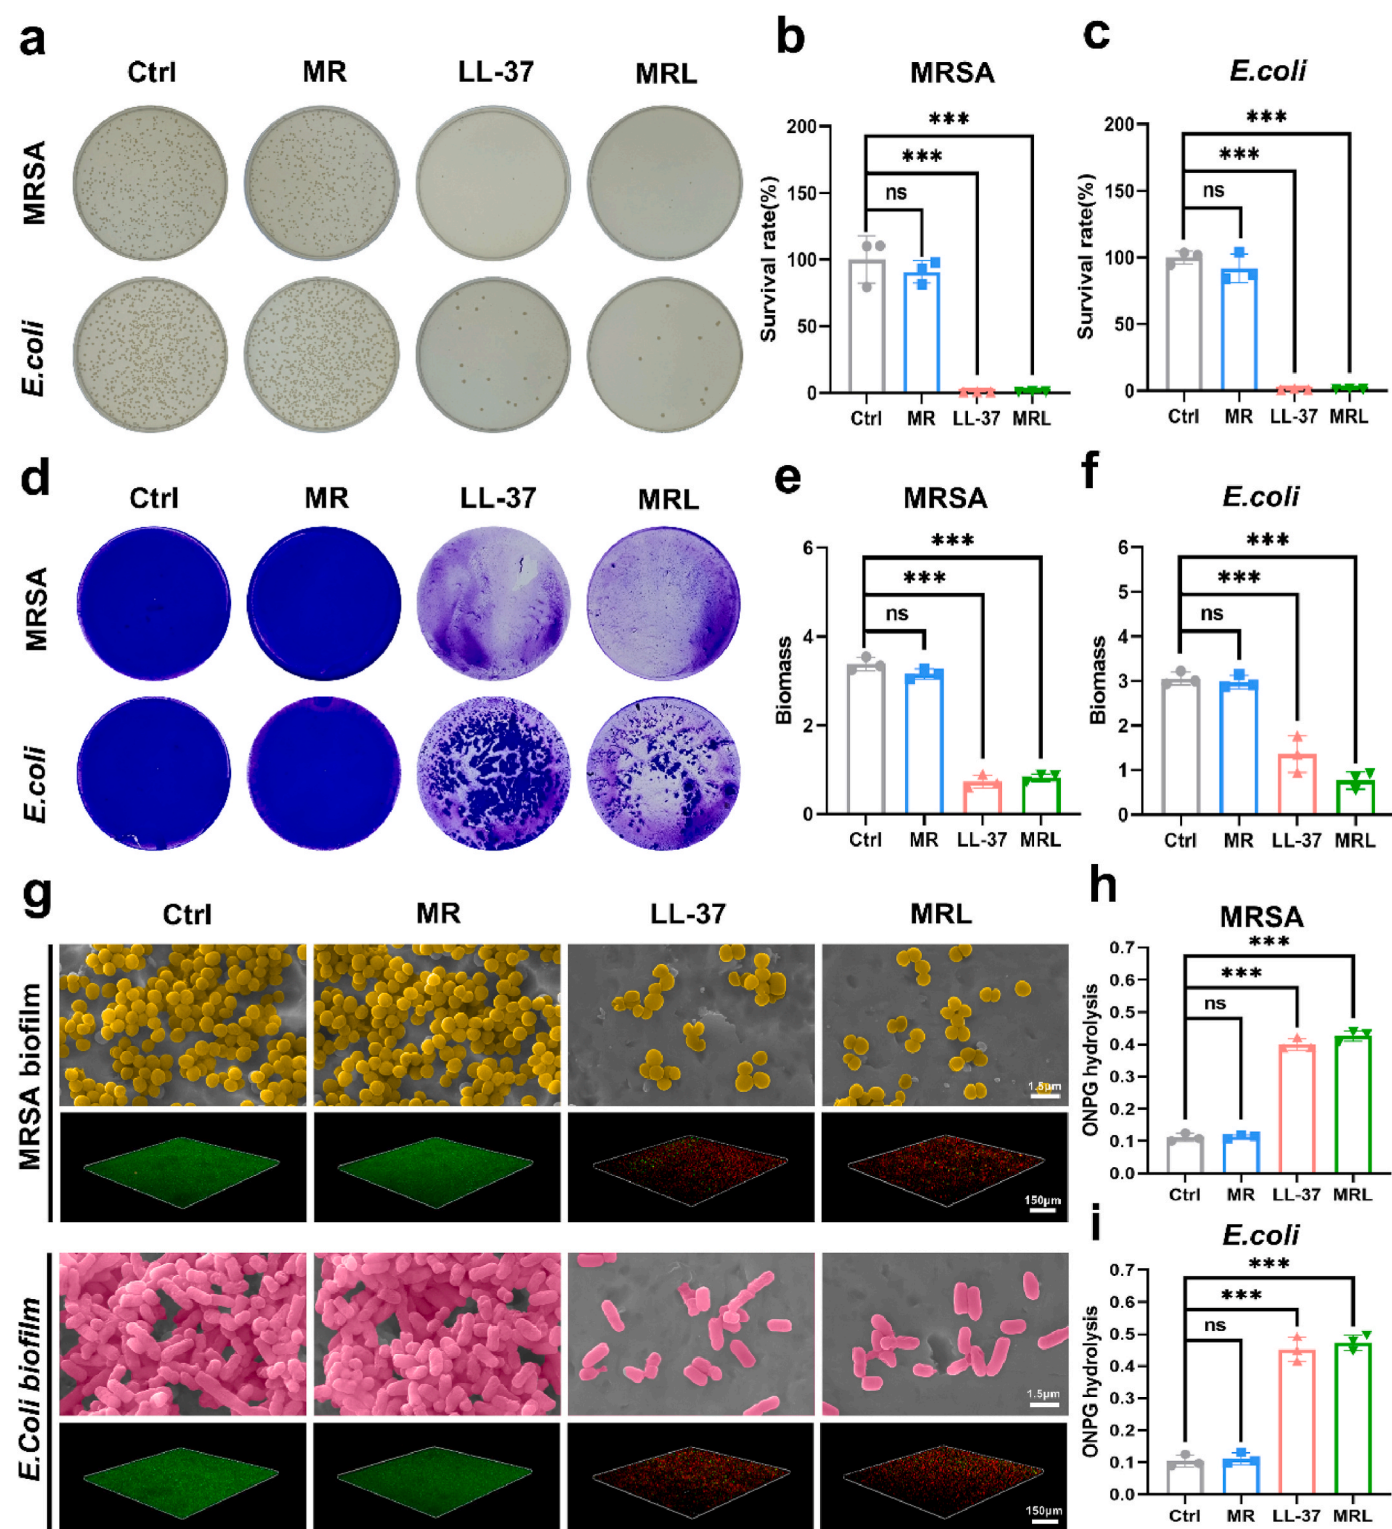 a
Ctrl MR LL-37 MRL
MRSA
E.coli
b
MRSA
Survival rate(%)
200
150
100
50
0
***
***
ns
Ctrl MR LL-37 MRL
c
E.coli
Survival rate(%)
200
150
100
50
0
***
***
ns
Ctrl MR LL-37 MRL
d
Ctrl MR LL-37 MRL
MRSA
E.coli
e
MRSA
Biomass
6
4
2
0
***
***
ns
Ctrl MR LL-37 MRL
f
E.coli
Biomass
6
5
4
3
2
1
0
***
***
ns
Ctrl MR LL-37 MRL
g
Ctrl MR LL-37 MRL
MRSA biofilm
1.5μm
150μm
E.Coli biofilm
1.5μm
150μm
h
MRSA
ONPG hydrolysis
0.7
0.6
0.5
0.4
0.3
0.2
0.1
0.0
***
***
ns
Ctrl MR LL-37 MRL
i
E.coli
ONPG hydrolysis
0.7
0.6
0.5
0.4
0.3
0.2
0.1
0.0
***
***
ns
Ctrl MR LL-37 MRL